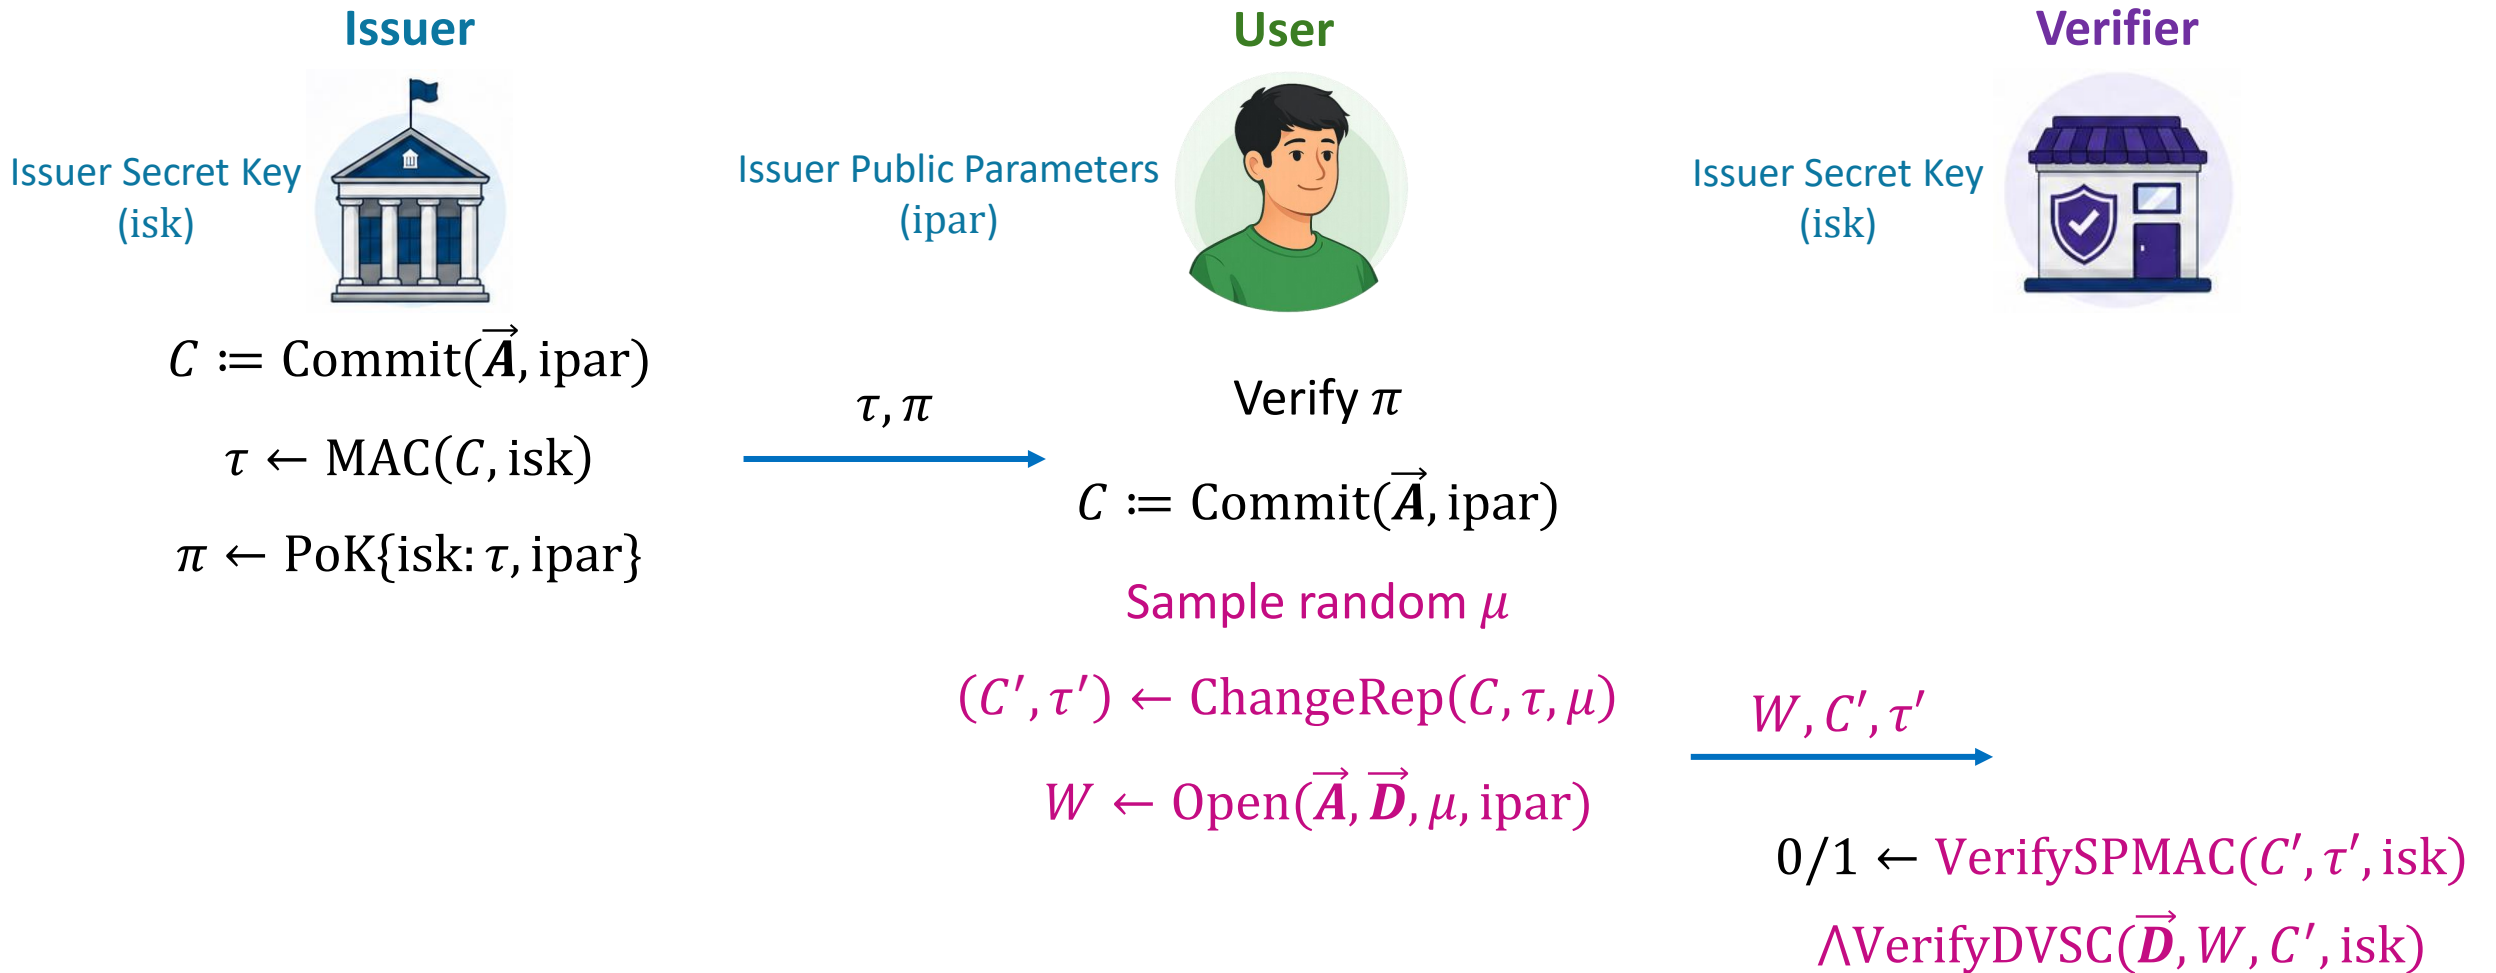 Issuer
Issuer Secret Key
(isk)
C ≔ Commit(A⃗, ipar)
τ ← MAC(C, isk)
π ← PoK{isk: τ, ipar}
τ, π
User
Issuer Public Parameters
(ipar)
Verify π
C ≔ Commit(A⃗, ipar)
Sample random μ
(C′, τ′) ← ChangeRep(C, τ, μ)
W ← Open(A⃗, D⃗, μ, ipar)
W, C′, τ′
Verifier
Issuer Secret Key
(isk)
0/1 ← VerifySPMAC(C′, τ′, isk)
⋀VerifyDVSC(D⃗, W, C′, isk)